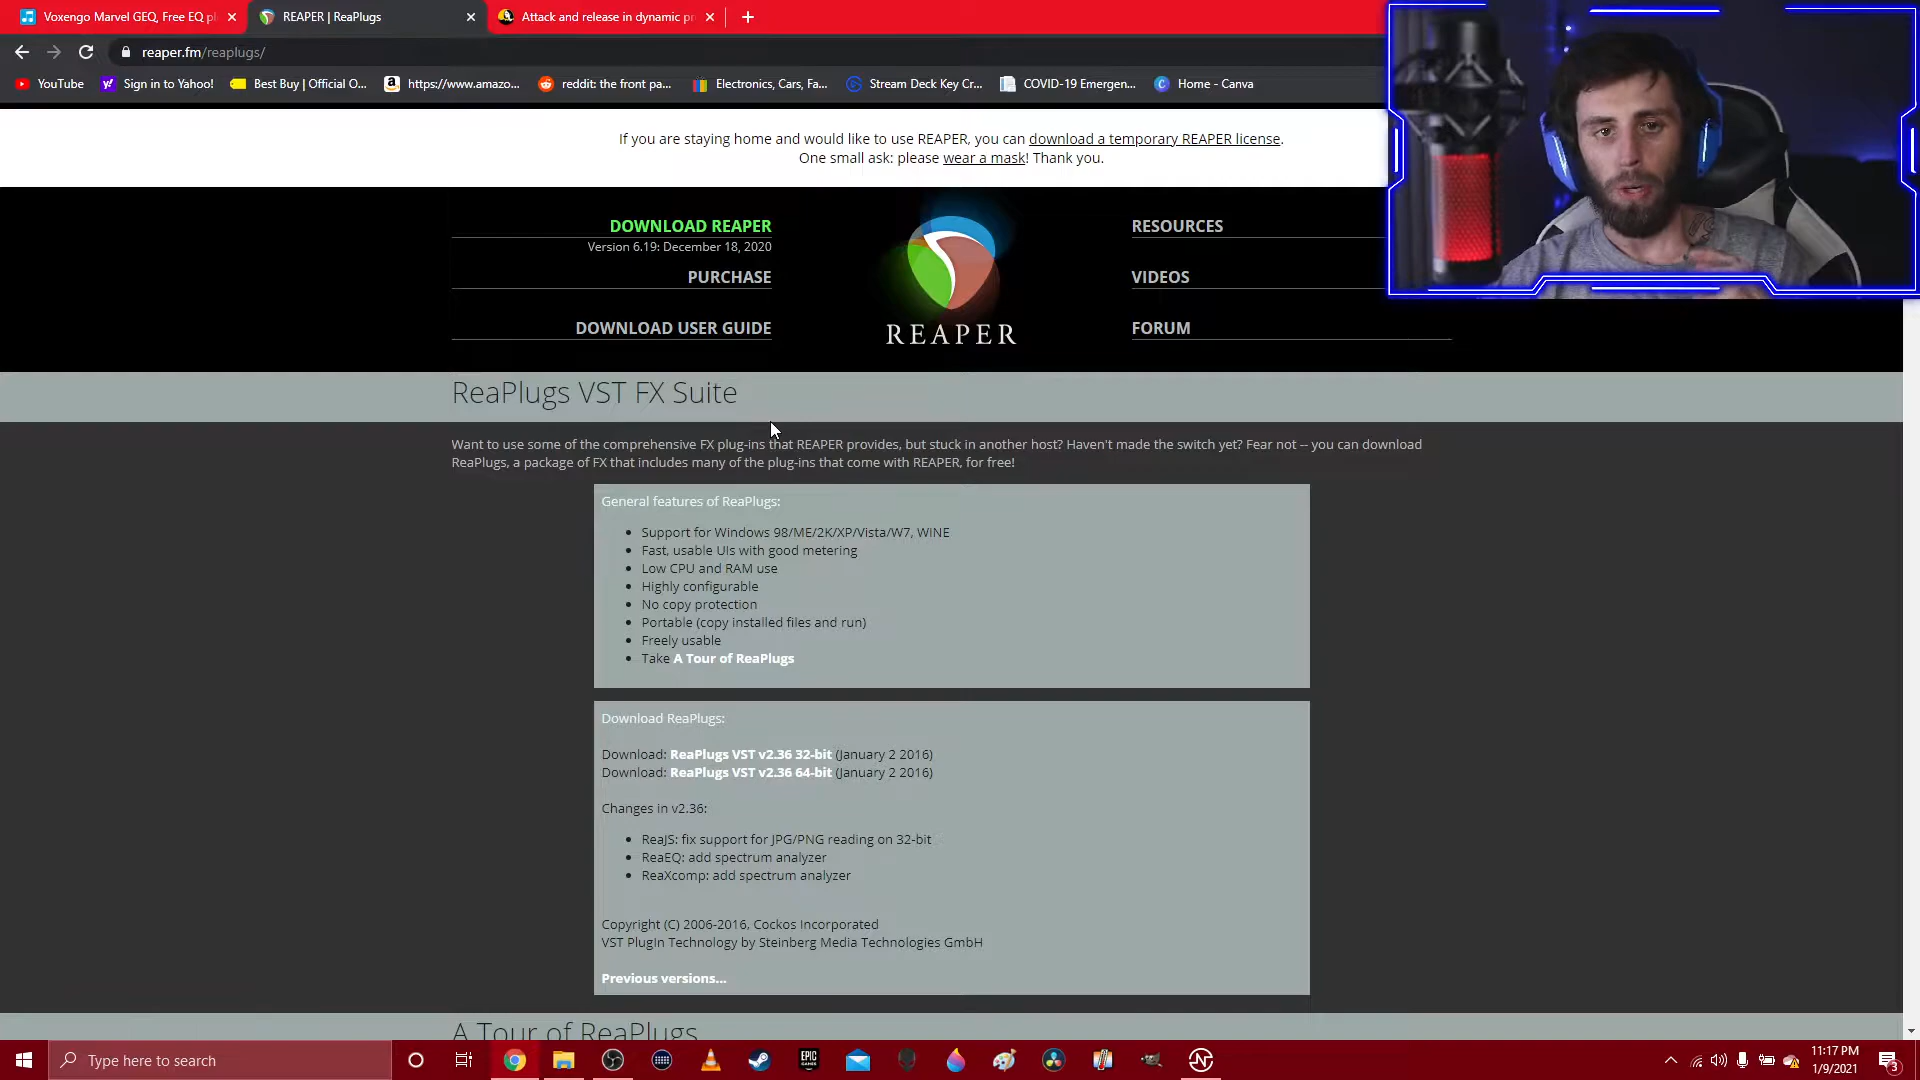 Voxengo Marvel GEQ, Free EQ pl
REAPER | ReaPlugs
Attack and release in dynamic pr
reaper.fm/reaplugs/
YouTube
Sign in to Yahoo!
Best Buy | Official O...
https://www.amazo...
reddit: the front pa...
Electronics, Cars, Fa...
Stream Deck Key Cr...
COVID-19 Emergen...
Home - Canva
If you are staying home and would like to use REAPER, you can download a temporary REAPER license.
One small ask: please wear a mask! Thank you.
DOWNLOAD REAPER
Version 6.19: December 18, 2020
PURCHASE
DOWNLOAD USER GUIDE
REAPER
RESOURCES
VIDEOS
FORUM
ReaPlugs VST FX Suite
Want to use some of the comprehensive FX plug-ins that REAPER provides, but stuck in another host? Haven't made the switch yet? Fear not -- you can download
ReaPlugs, a package of FX that includes many of the plug-ins that come with REAPER, for free!
General features of ReaPlugs:
Support for Windows 98/ME/2K/XP/Vista/W7, WINE
Fast, usable UIs with good metering
Low CPU and RAM use
Highly configurable
No copy protection
Portable (copy installed files and run)
Freely usable
Take A Tour of ReaPlugs
Download ReaPlugs:
Download: ReaPlugs VST v2.36 32-bit (January 2 2016)
Download: ReaPlugs VST v2.36 64-bit (January 2 2016)
Changes in v2.36:
ReaJS: fix support for JPG/PNG reading on 32-bit
ReaEQ: add spectrum analyzer
ReaXcomp: add spectrum analyzer
Copyright (C) 2006-2016, Cockos Incorporated
VST PlugIn Technology by Steinberg Media Technologies GmbH
Previous versions...
A Tour of ReaPlugs
Type here to search
EPIC
GAMES
11:17 PM
1/9/2021
3